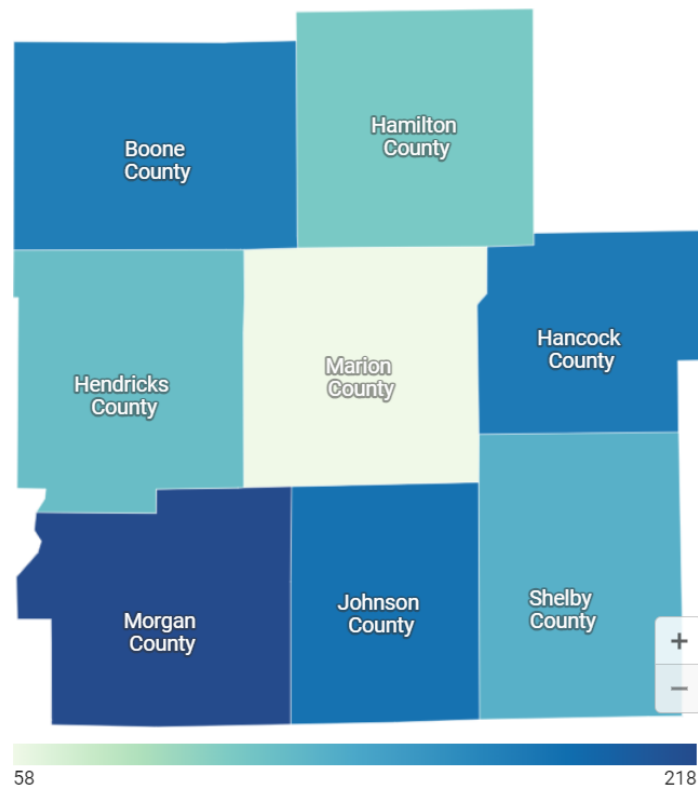 Hamilton
County
Boone
County
Hancock
County
Marion
County
Hendricks
County
Shelby
County
Johnson
County
Morgan
County
+
−
58
218